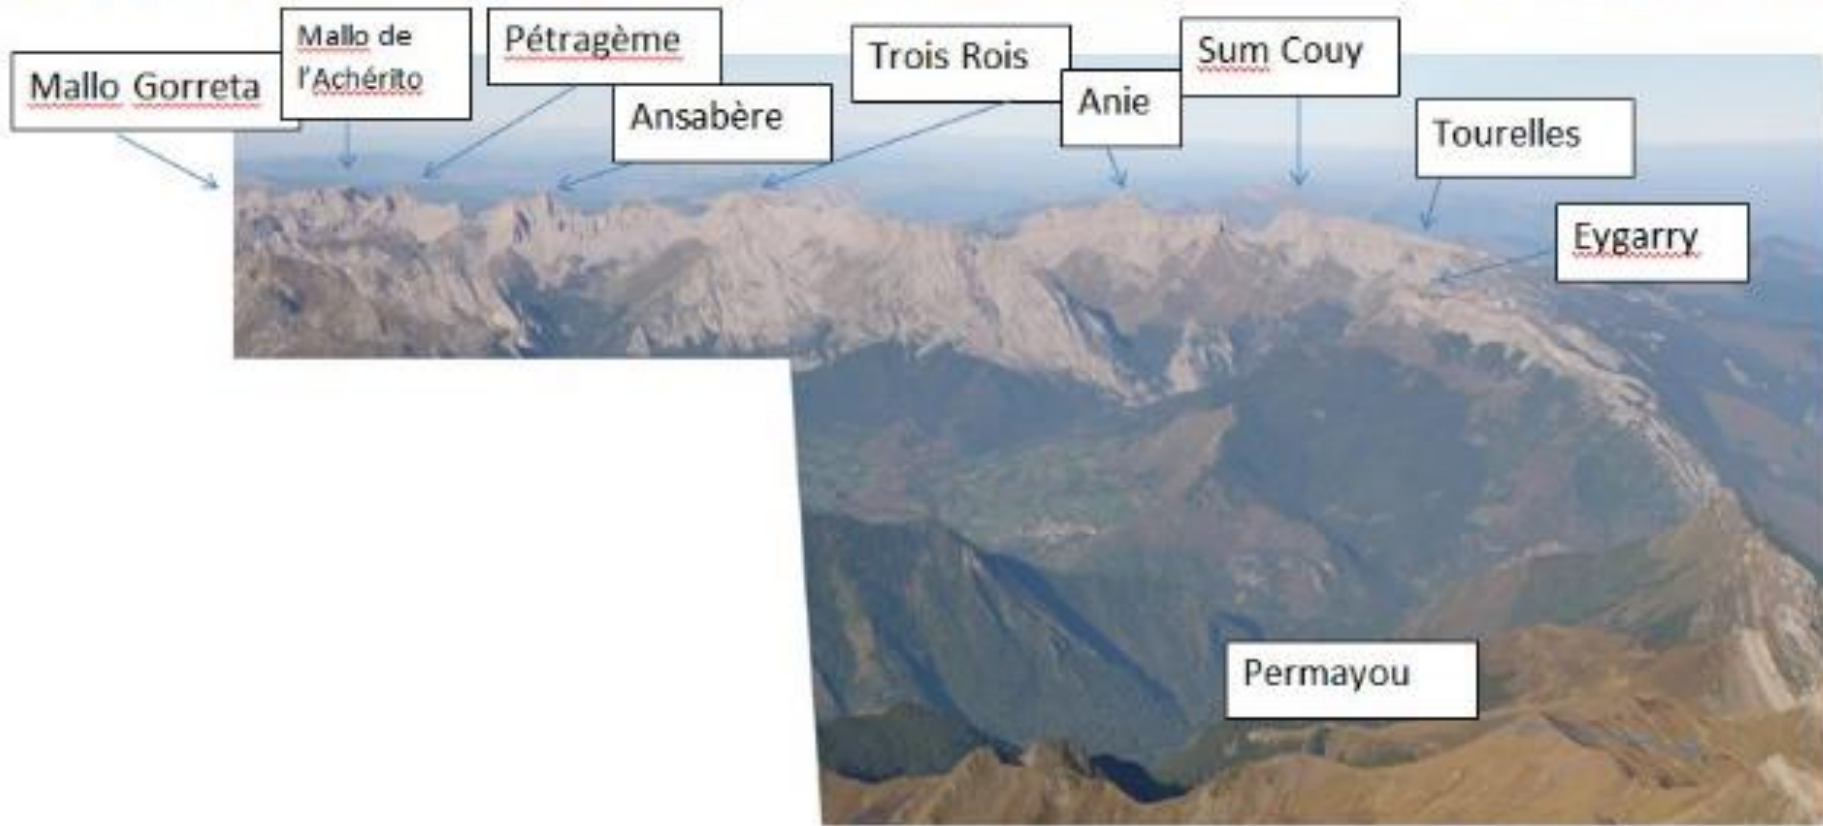 Mallo Gorreta
Mallo de
l'Achérito
Pétragème
Ansabère
Trois Rois
Anie
Sum Couy
Tourelles
Eygarry
Permayou